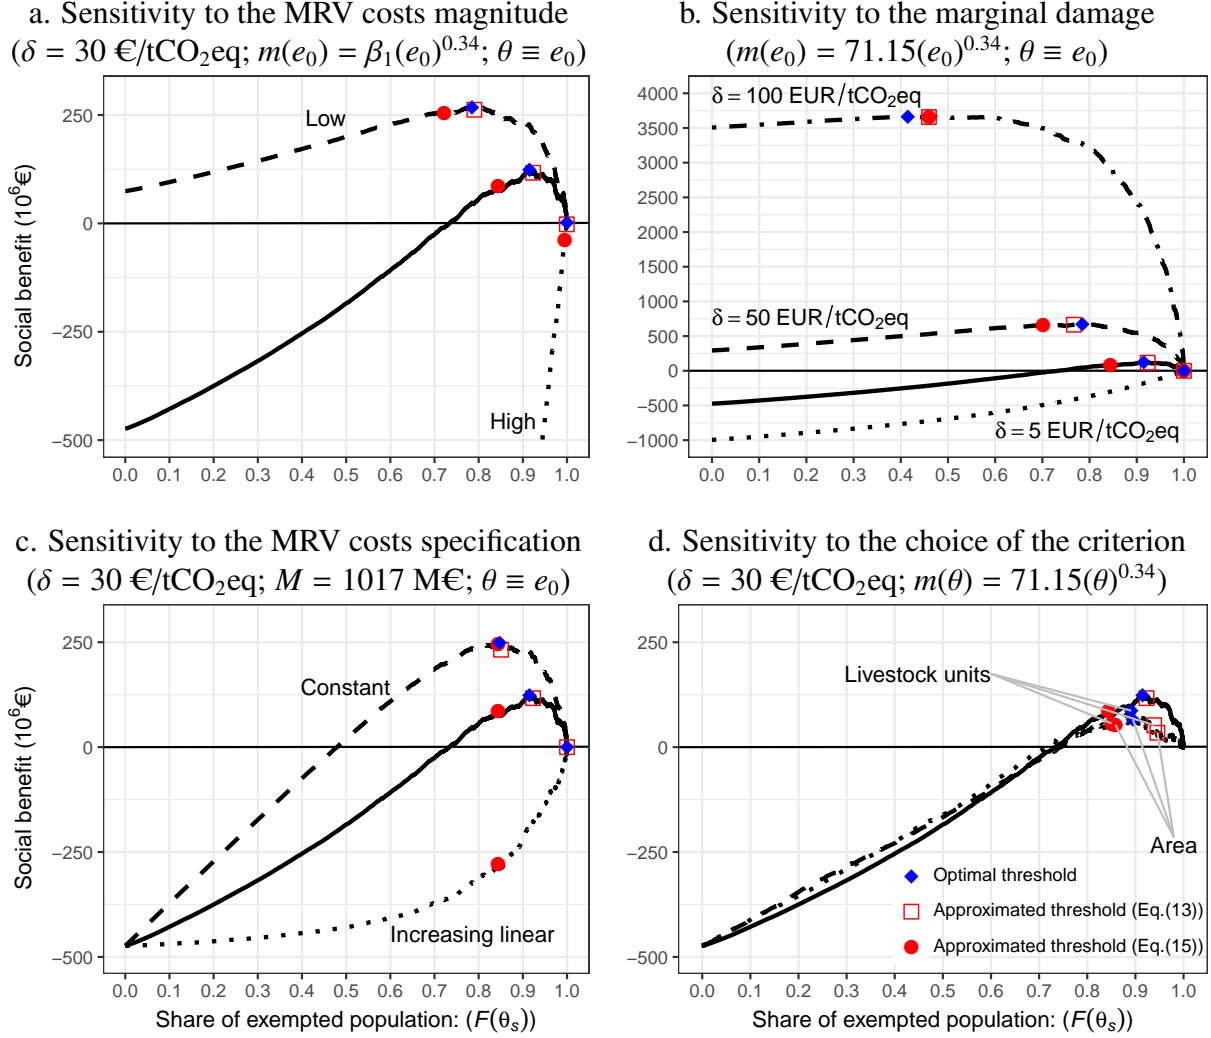 a. Sensitivity to the MRV costs magnitude
(δ = 30 €/tCO₂eq; m(e₀) = β₁(e₀)^0.34; θ ≡ e₀)
Social benefit (10⁶€)
250
0
−250
−500
Low
High
0.0 0.1 0.2 0.3 0.4 0.5 0.6 0.7 0.8 0.9 1.0
b. Sensitivity to the marginal damage
(m(e₀) = 71.15(e₀)^0.34; θ ≡ e₀)
4000
3500
3000
2500
2000
1500
1000
500
0
−500
−1000
δ = 100 EUR/tCO₂eq
δ = 50 EUR/tCO₂eq
δ = 5 EUR/tCO₂eq
0.0 0.1 0.2 0.3 0.4 0.5 0.6 0.7 0.8 0.9 1.0
c. Sensitivity to the MRV costs specification
(δ = 30 €/tCO₂eq; M = 1017 M€; θ ≡ e₀)
Social benefit (10⁶€)
250
0
−250
−500
Constant
Increasing linear
0.0 0.1 0.2 0.3 0.4 0.5 0.6 0.7 0.8 0.9 1.0
Share of exempted population: (F(θₛ))
d. Sensitivity to the choice of the criterion
(δ = 30 €/tCO₂eq; m(θ) = 71.15(θ)^0.34)
250
0
−250
−500
Livestock units
Area
Optimal threshold
Approximated threshold (Eq.(13))
Approximated threshold (Eq.(15))
0.0 0.1 0.2 0.3 0.4 0.5 0.6 0.7 0.8 0.9 1.0
Share of exempted population: (F(θₛ))